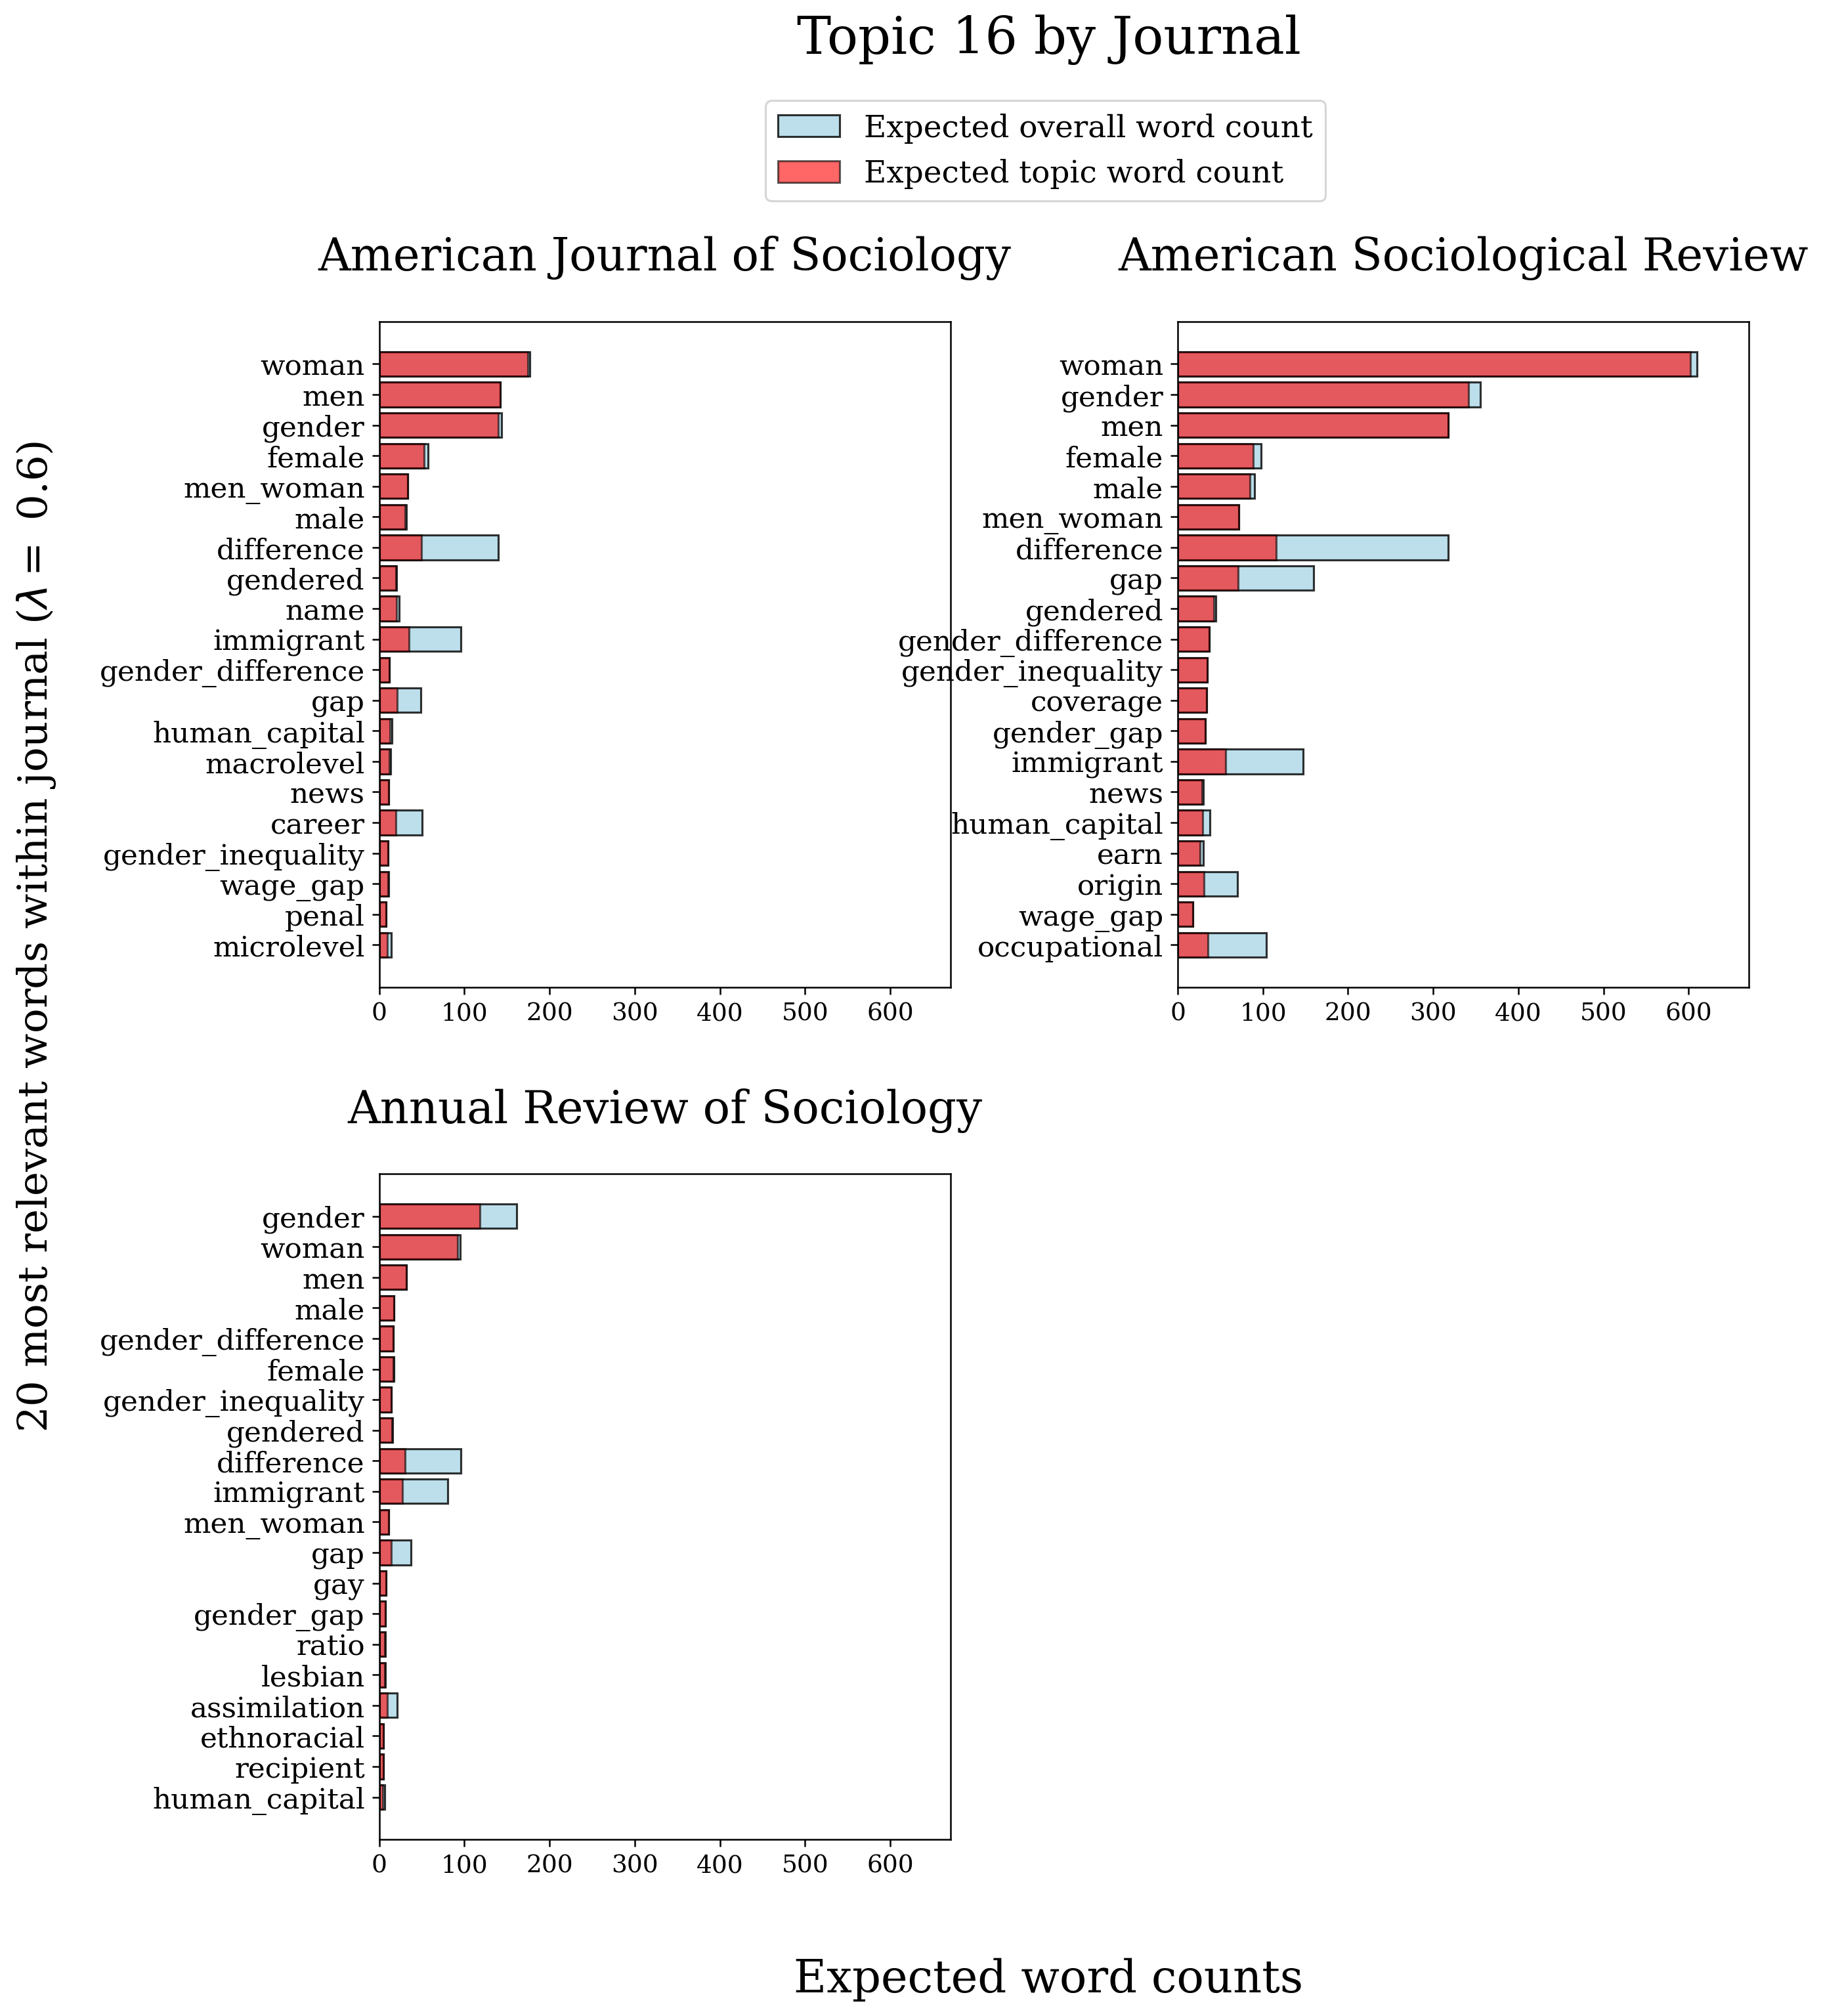 Topic 16 by Journal
Expected overall word count
Expected topic word count
20 most relevant words within journal (λ = 0.6)
American Journal of Sociology
woman
men
gender
female
men_woman
male
difference
gendered
name
immigrant
gender_difference
gap
human_capital
macrolevel
news
career
gender_inequality
wage_gap
penal
microlevel
0 100 200 300 400 500 600
American Sociological Review
woman
gender
men
female
male
men_woman
difference
gap
gendered
gender_difference
gender_inequality
coverage
gender_gap
immigrant
news
human_capital
earn
origin
wage_gap
occupational
0 100 200 300 400 500 600
Annual Review of Sociology
gender
woman
men
male
gender_difference
female
gender_inequality
gendered
difference
immigrant
men_woman
gap
gay
gender_gap
ratio
lesbian
assimilation
ethnoracial
recipient
human_capital
0 100 200 300 400 500 600
Expected word counts